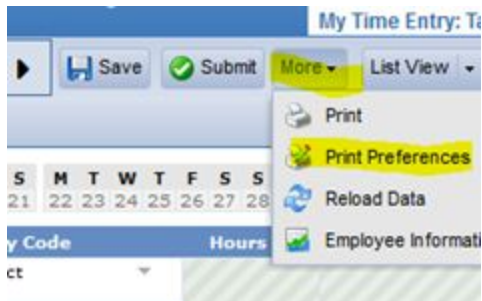 My Time Entry: Ta
Save Submit More List View
Print
Print Preferences
S M T W T F S S
21 22 23 24 25 26 27 28
Reload Data
y Code Hours
Employee Informati
ct